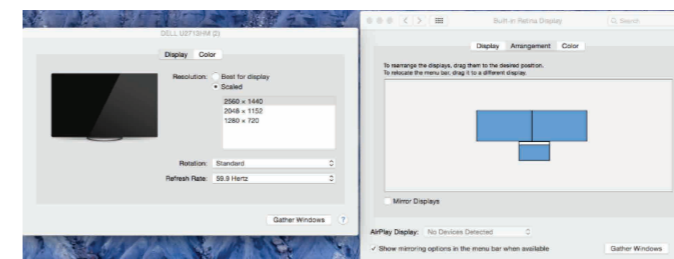 DELL U2713HM (2)
Display Color
Resolution: Best for display
Scaled
2560 × 1440
2048 × 1152
1280 × 720
Rotation: Standard
Refresh Rate: 59.9 Hertz
Gather Windows ?
Built-in Retina Display
Search
Display Arrangement Color
To rearrange the displays, drag them to the desired position.
To relocate the menu bar, drag it to a different display.
Mirror Displays
AirPlay Display: No Devices Detected
Show mirroring options in the menu bar when available
Gather Windows